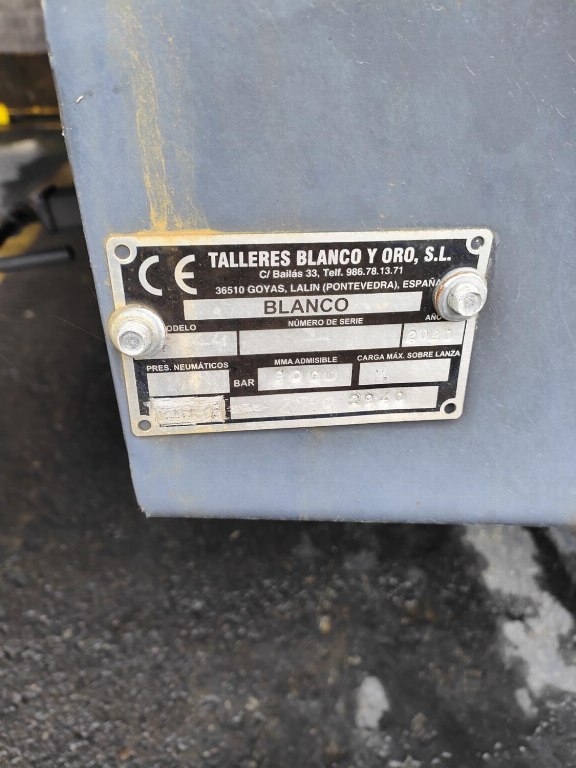 CE
TALLERES BLANCO Y ORO, S.L.
C/ Bailás 33, Telf. 986.78.13.71
36510 GOYAS, LALIN (PONTEVEDRA), ESPAÑA
BLANCO
MODELO NÚMERO DE SERIE AÑO
PRES. NEUMÁTICOS MMA ADMISIBLE CARGA MÁX. SOBRE LANZA
BAR